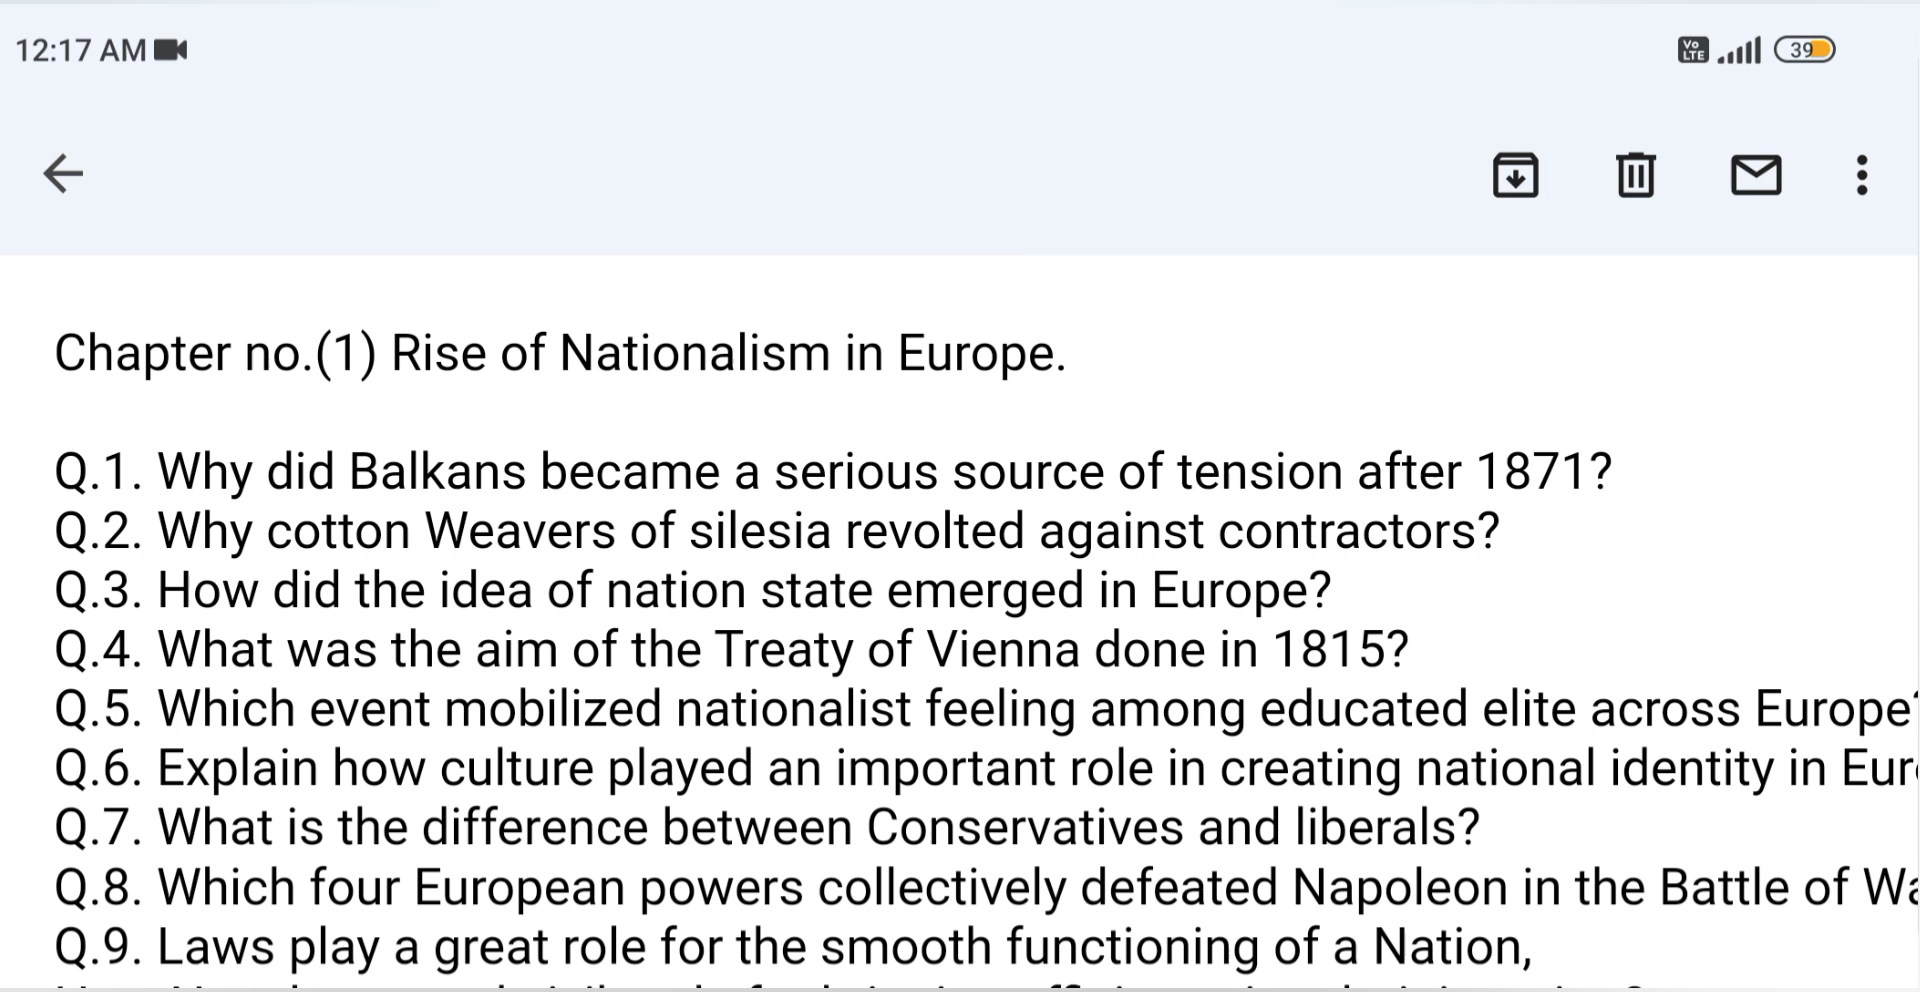 12:17 AM
Vo LTE
39
Chapter no.(1) Rise of Nationalism in Europe.
Q.1. Why did Balkans became a serious source of tension after 1871?
Q.2. Why cotton Weavers of silesia revolted against contractors?
Q.3. How did the idea of nation state emerged in Europe?
Q.4. What was the aim of the Treaty of Vienna done in 1815?
Q.5. Which event mobilized nationalist feeling among educated elite across Europe?
Q.6. Explain how culture played an important role in creating national identity in
Q.7. What is the difference between Conservatives and liberals?
Q.8. Which four European powers collectively defeated Napoleon in the Battle of
Q.9. Laws play a great role for the smooth functioning of a Nation,